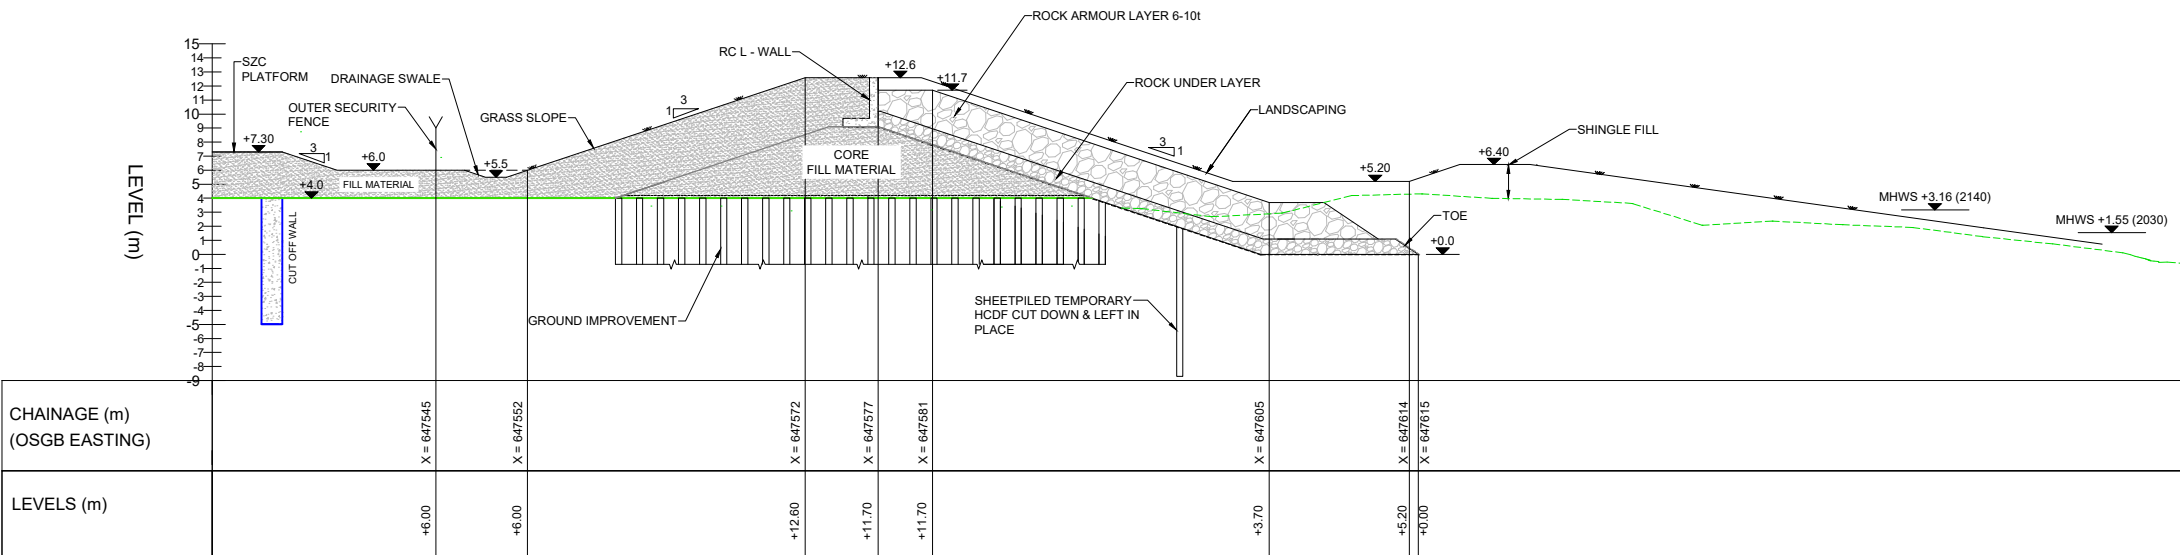 ROCK ARMOUR LAYER 6-10t
15
14
13
12
11
10
9
8
7
6
5
4
3
2
1
0
-1
-2
-3
-4
-5
-6
-7
-8
-9
LEVEL (m)
SZC
PLATFORM
DRAINAGE SWALE
OUTER SECURITY
FENCE
RC L - WALL
+12.6
+11.7
ROCK UNDER LAYER
LANDSCAPING
GRASS SLOPE
3
1
SHINGLE FILL
+7.30
3
1
+6.0
+5.5
+4.0
FILL MATERIAL
CORE
FILL MATERIAL
3
1
+5.20
+6.40
MHWS +3.16 (2140)
MHWS +1.55 (2030)
TOE
+0.0
CUT OFF WALL
GROUND IMPROVEMENT
SHEETPILED TEMPORARY
HCDF CUT DOWN & LEFT IN
PLACE
CHAINAGE (m)
(OSGB EASTING)
X = 647545
X = 647552
X = 647572
X = 647577
X = 647581
X = 647605
X = 647614
X = 647615
LEVELS (m)
+6.00
+6.00
+12.60
+11.70
+11.70
+3.70
+5.20
+0.00